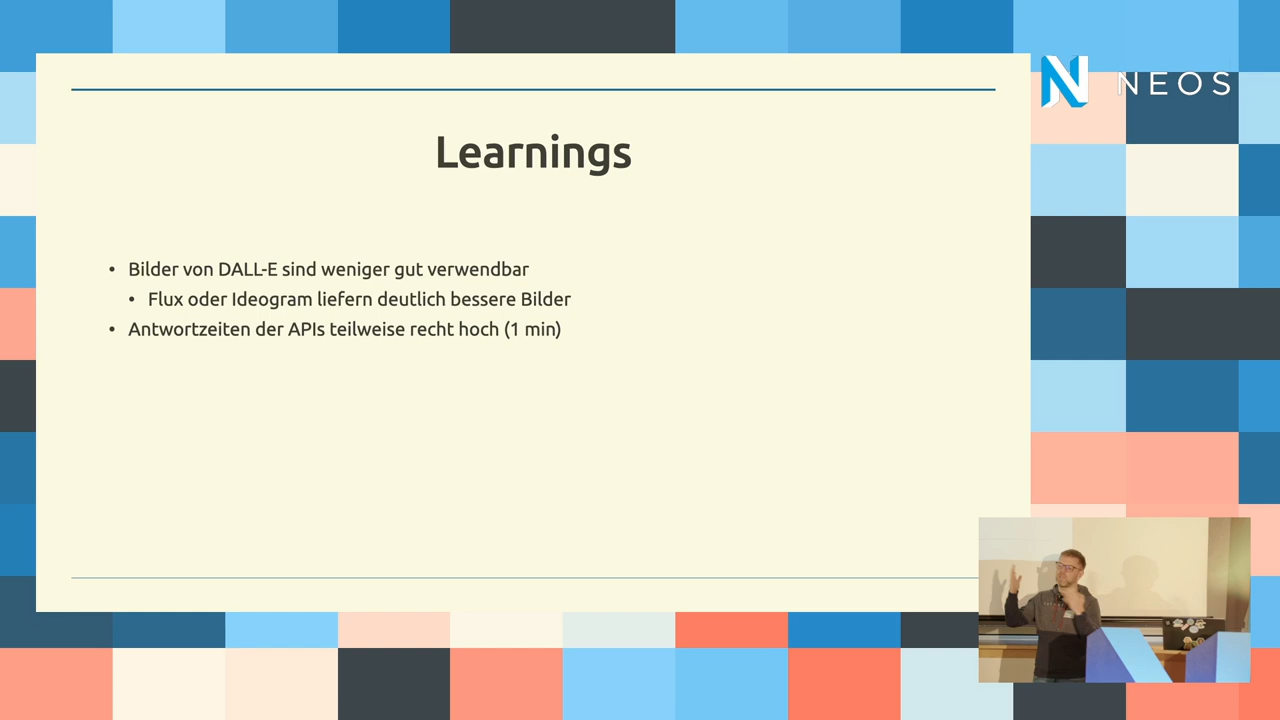 NEOS
Learnings
• Bilder von DALL-E sind weniger gut verwendbar
• Flux oder Ideogram liefern deutlich bessere Bilder
• Antwortzeiten der APIs teilweise recht hoch (1 min)